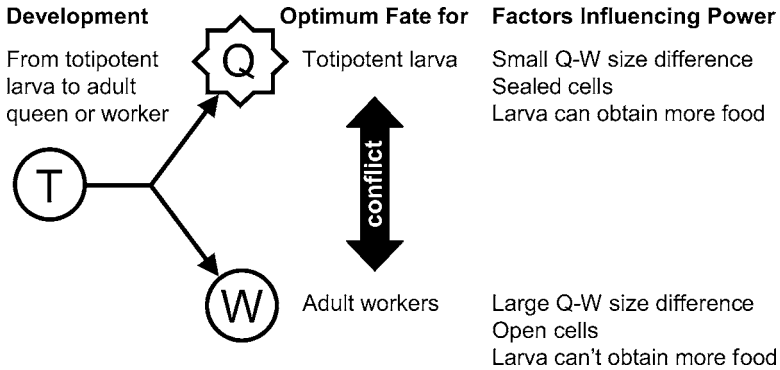 Development
From totipotent
larva to adult
queen or worker
T
Q
W
Optimum Fate for
Totipotent larva
conflict
Adult workers
Factors Influencing Power
Small Q-W size difference
Sealed cells
Larva can obtain more food
Large Q-W size difference
Open cells
Larva can't obtain more food